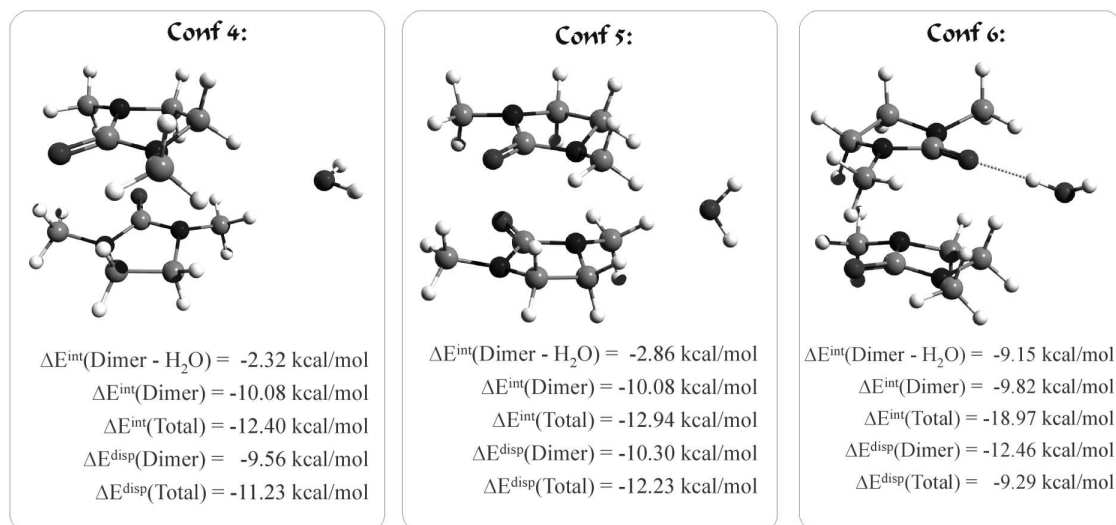 Conf 4:
ΔE^int(Dimer - H₂O) = -2.32 kcal/mol
ΔE^int(Dimer) = -10.08 kcal/mol
ΔE^int(Total) = -12.40 kcal/mol
ΔE^disp(Dimer) = -9.56 kcal/mol
ΔE^disp(Total) = -11.23 kcal/mol
Conf 5:
ΔE^int(Dimer - H₂O) = -2.86 kcal/mol
ΔE^int(Dimer) = -10.08 kcal/mol
ΔE^int(Total) = -12.94 kcal/mol
ΔE^disp(Dimer) = -10.30 kcal/mol
ΔE^disp(Total) = -12.23 kcal/mol
Conf 6:
ΔE^int(Dimer - H₂O) = -9.15 kcal/mol
ΔE^int(Dimer) = -9.82 kcal/mol
ΔE^int(Total) = -18.97 kcal/mol
ΔE^disp(Dimer) = -12.46 kcal/mol
ΔE^disp(Total) = -9.29 kcal/mol